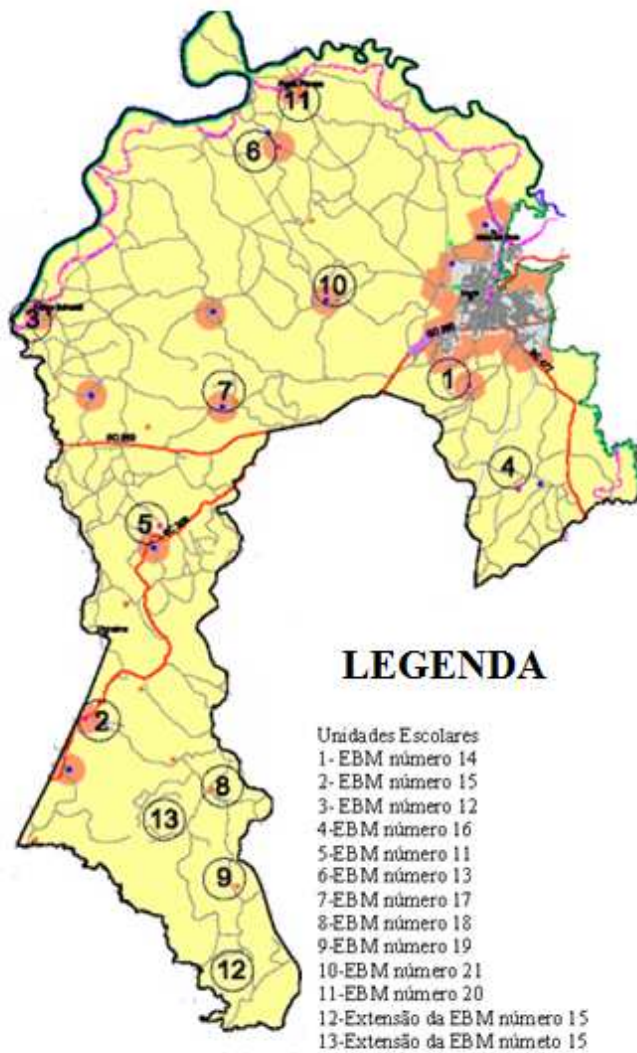 11
6
10
3
7
1
4
5
2
8
13
9
12
LEGENDA
Unidades Escolares
1- EBM número 14
2- EBM número 15
3- EBM número 12
4-EBM número 16
5-EBM número 11
6-EBM número 13
7-EBM número 17
8-EBM número 18
9-EBM número 19
10-EBM número 21
11-EBM número 20
12-Extensão da EBM número 15
13-Extensão da EBM númeto 15